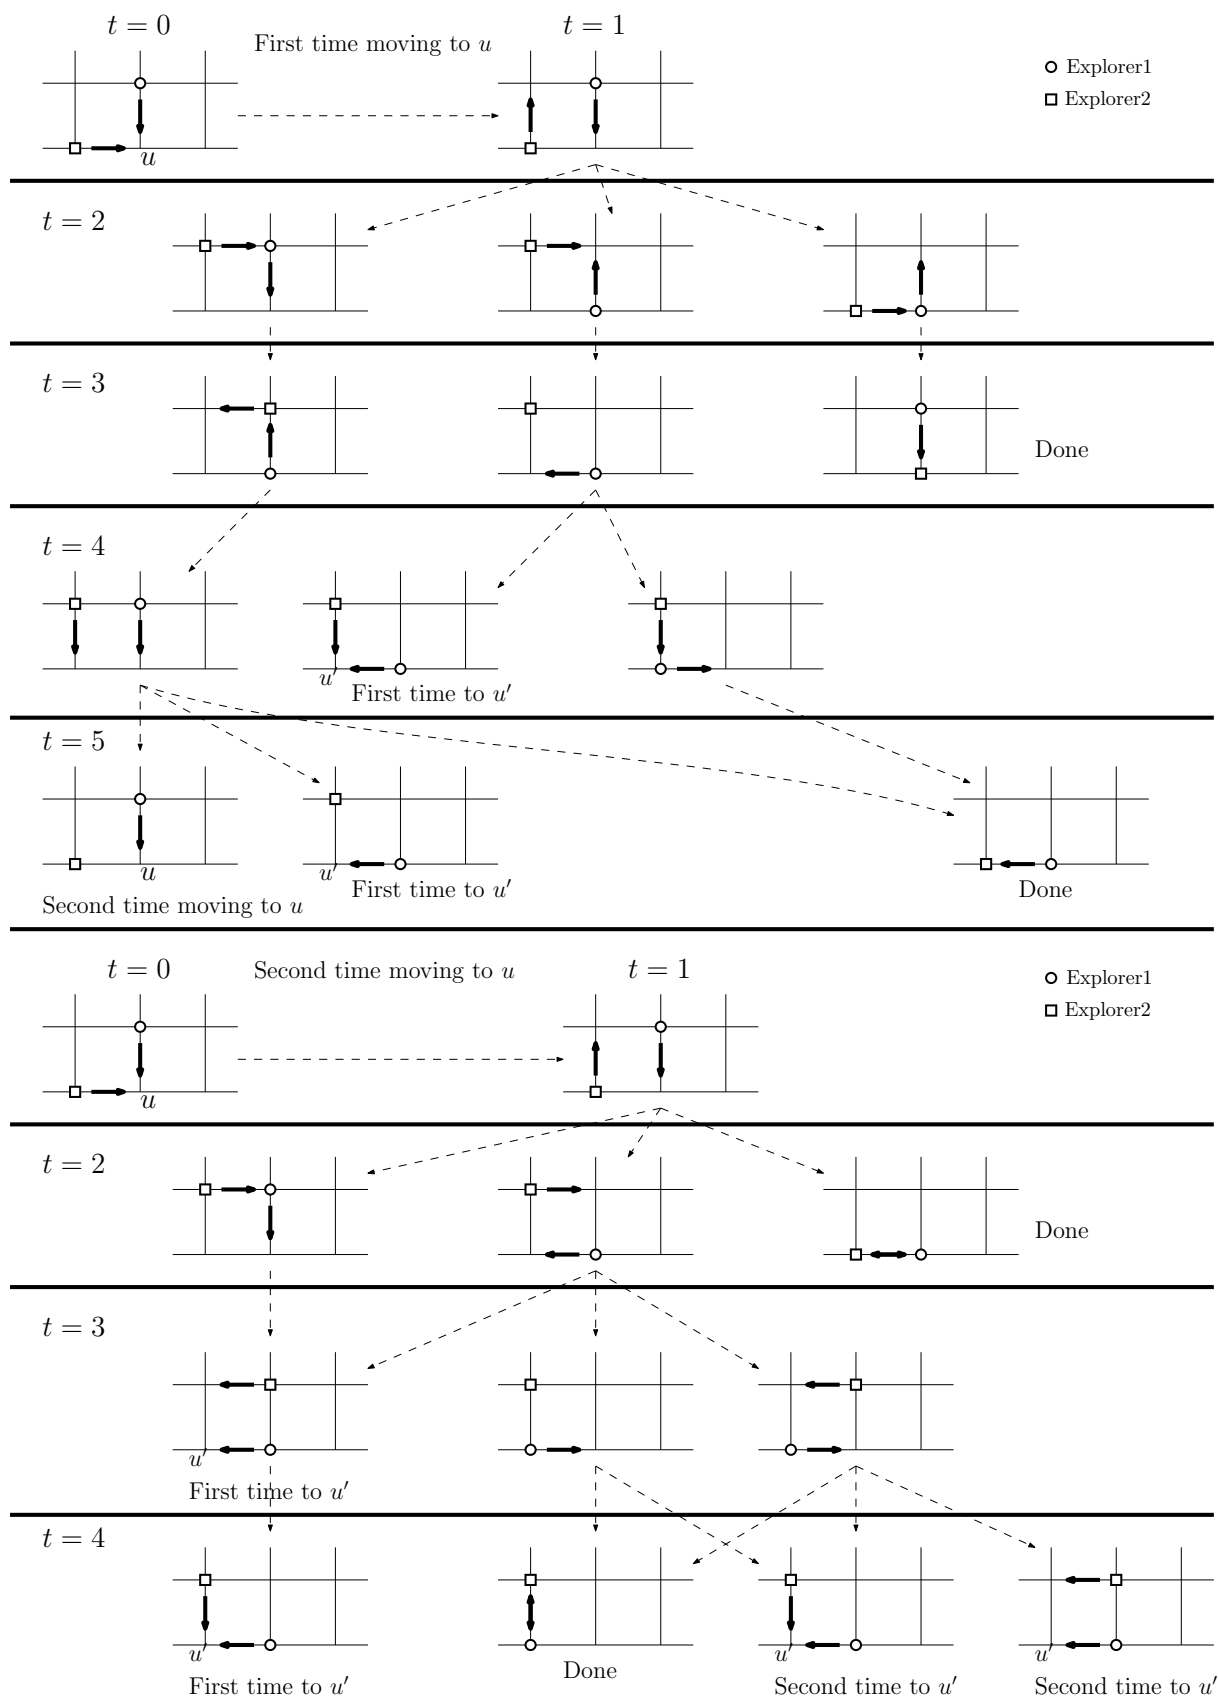 t = 0
First time moving to u
t = 1
Explorer1
Explorer2
u
t = 2
t = 3
Done
t = 4
u′
First time to u′
t = 5
u
u′
First time to u′
Done
Second time moving to u
t = 0
Second time moving to u
t = 1
Explorer1
Explorer2
u
t = 2
Done
t = 3
u′
First time to u′
t = 4
u′
u′
u′
First time to u′
Done
Second time to u′
Second time to u′